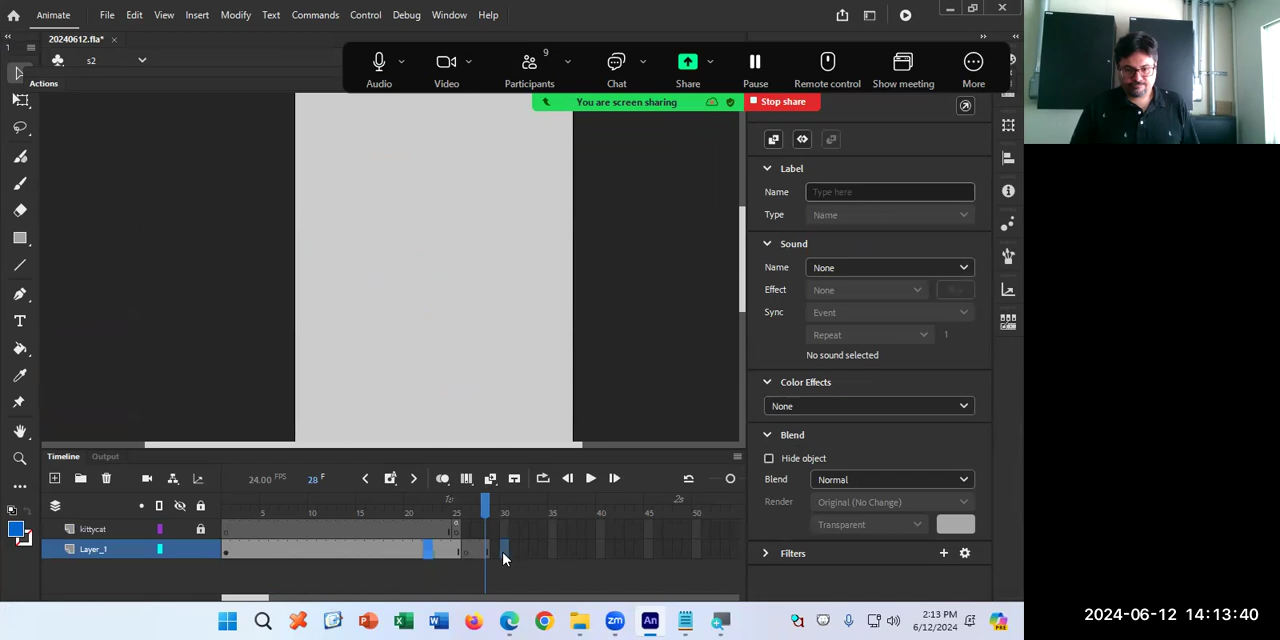 Animate File Edit View Insert Modify Text Commands Control Debug Window Help
20240612.fla* ×
s2
Actions
9
Audio Video Participants Chat Share Pause Remote control Show meeting More
You are screen sharing Stop share
Label
Name Type here
Type Name
Sound
Name None
Effect None
Sync Event
Repeat 1
No sound selected
Color Effects
None
Blend
Hide object
Blend Normal
Render Original (No Change)
Transparent
Filters
Timeline Output
24.00 FPS 28 F
1s 2s
5 10 15 20 25 30 35 40 45 50
kittycat
Layer_1
2:13 PM
6/12/2024
2024-06-12 14:13:40